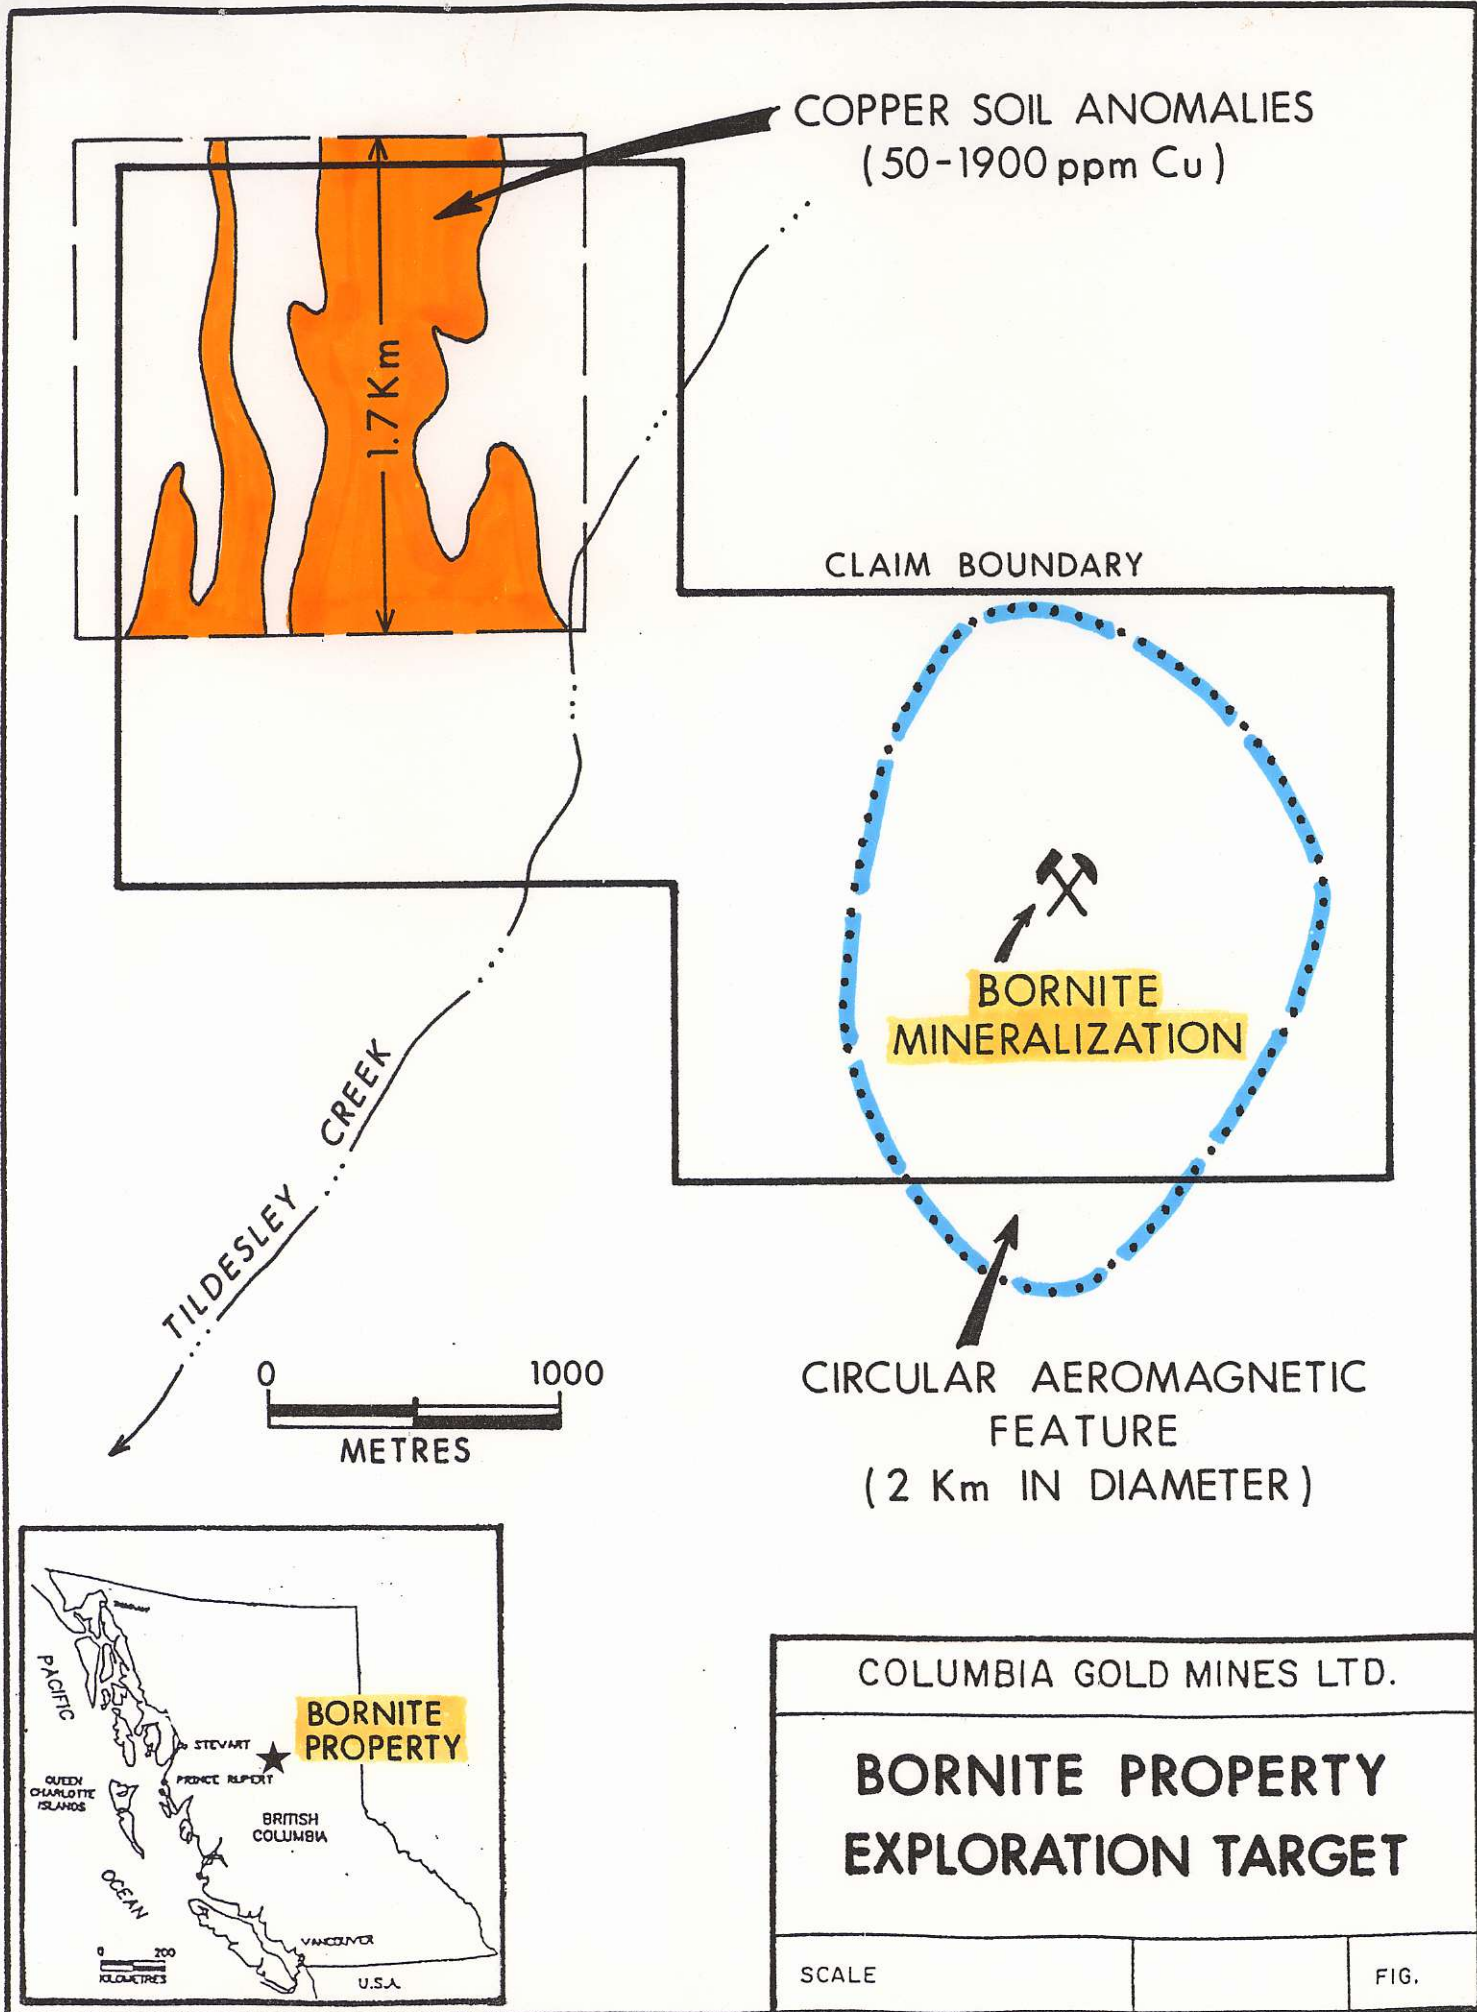 COPPER SOIL ANOMALIES
(50-1900 ppm Cu)
1.7 Km
CLAIM BOUNDARY
BORNITE
MINERALIZATION
TILDESLEY CREEK
0 1000
METRES
CIRCULAR AEROMAGNETIC
FEATURE
(2 Km IN DIAMETER)
PACIFIC
OCEAN
STEWART
BORNITE
PROPERTY
PRINCE RUPERT
QUEEN
CHARLOTTE
ISLANDS
BRITISH
COLUMBIA
VANCOUVER
U.S.A.
0 200
KILOMETRES
COLUMBIA GOLD MINES LTD.
BORNITE PROPERTY
EXPLORATION TARGET
SCALE
FIG.